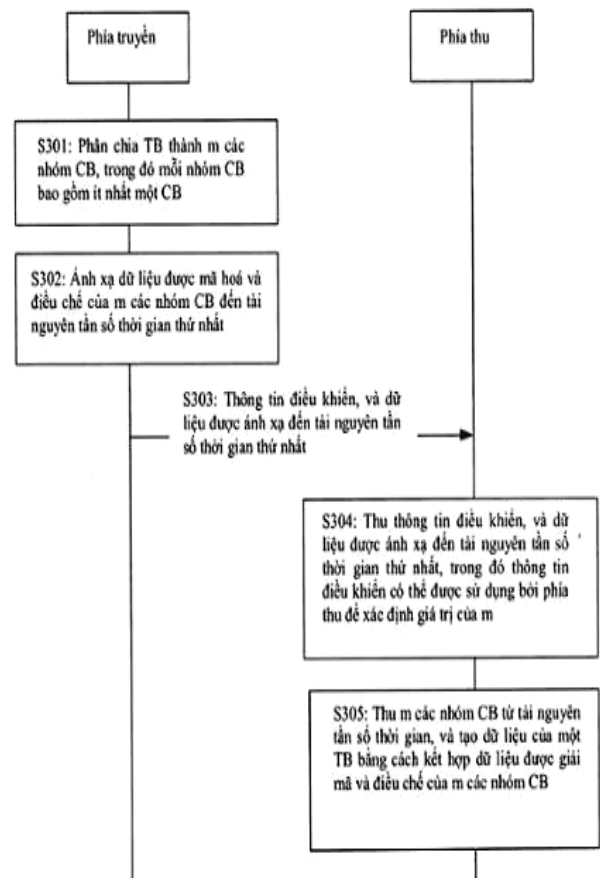 Phía truyền
Phía thu
S301: Phân chia TB thành m các
nhóm CB, trong đó mỗi nhóm CB
bao gồm ít nhất một CB
S302: Ánh xạ dữ liệu được mã hoá và
điều chế của m các nhóm CB đến tài
nguyên tần số thời gian thứ nhất
S303: Thông tin điều khiển, và dữ
liệu được ánh xạ đến tài nguyên tần
số thời gian thứ nhất
S304: Thu thông tin điều khiển, và dữ
liệu được ánh xạ đến tài nguyên tần số
thời gian thứ nhất, trong đó thông tin
điều khiển có thể được sử dụng bởi phía
thu để xác định giá trị của m
S305: Thu m các nhóm CB từ tài nguyên
tần số thời gian, và tạo dữ liệu của một
TB bằng cách kết hợp dữ liệu được giải
mã và điều chế của m các nhóm CB